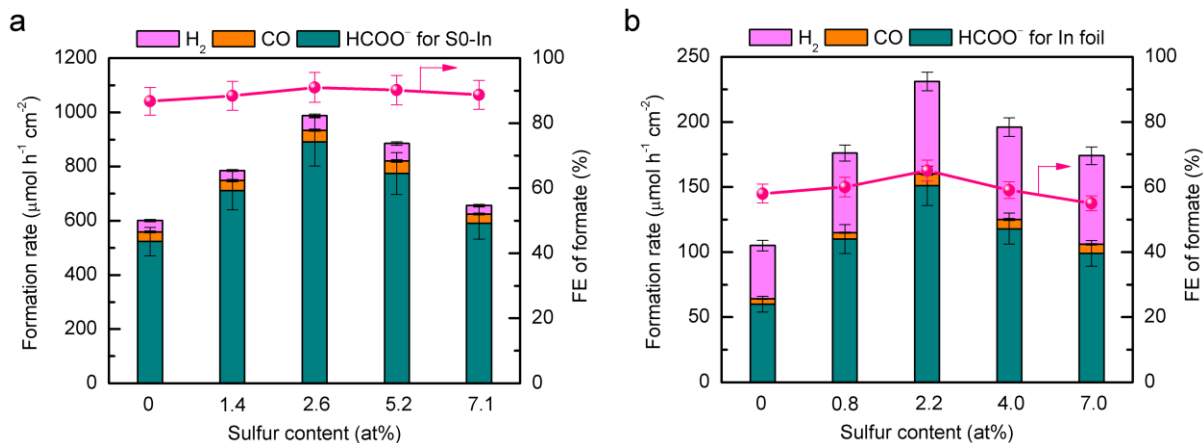 a
H₂ CO HCOO⁻ for S0-In
Formation rate (μmol h⁻¹ cm⁻²)
1200
1000
800
600
400
200
0
100
80
60
40
20
0
FE of formate (%)
0 1.4 2.6 5.2 7.1
Sulfur content (at%)
b
H₂ CO HCOO⁻ for In foil
Formation rate (μmol h⁻¹ cm⁻²)
250
200
150
100
50
0
100
80
60
40
20
0
FE of formate (%)
0 0.8 2.2 4.0 7.0
Sulfur content (at%)